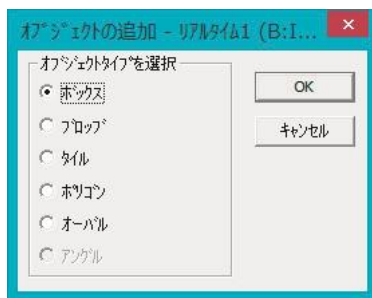 ｵﾌﾞｼﾞｪｸﾄの追加 - ﾘｱﾙﾀｲﾑ1 (B:I...
ｵﾌﾞｼﾞｪｸﾄﾀｲﾌﾟを選択
ﾎﾞｯｸｽ
OK
ﾌﾞﾛｯﾌﾞ
ｷｬﾝｾﾙ
ﾀｲﾙ
ﾎﾟﾘｺﾞﾝ
ｵｰﾊﾞﾙ
ｱﾝｸﾞﾙ